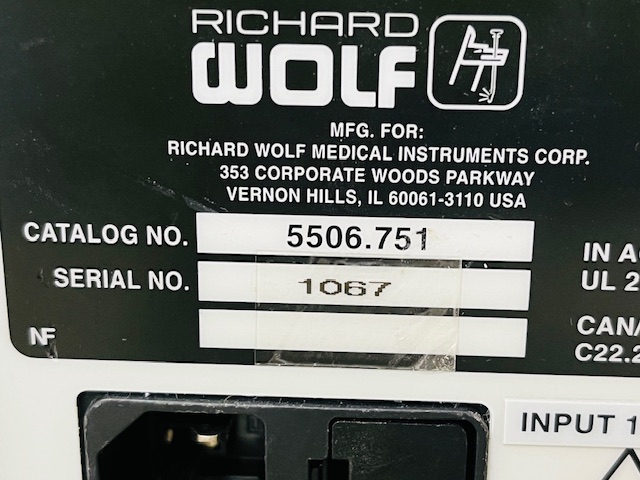 RICHARD
WOLF
MFG. FOR:
RICHARD WOLF MEDICAL INSTRUMENTS CORP.
353 CORPORATE WOODS PARKWAY
VERNON HILLS, IL 60061-3110 USA
CATALOG NO. 5506.751
SERIAL NO. 1067
NF
IN A
UL 2
CAN
C22.2
INPUT 1